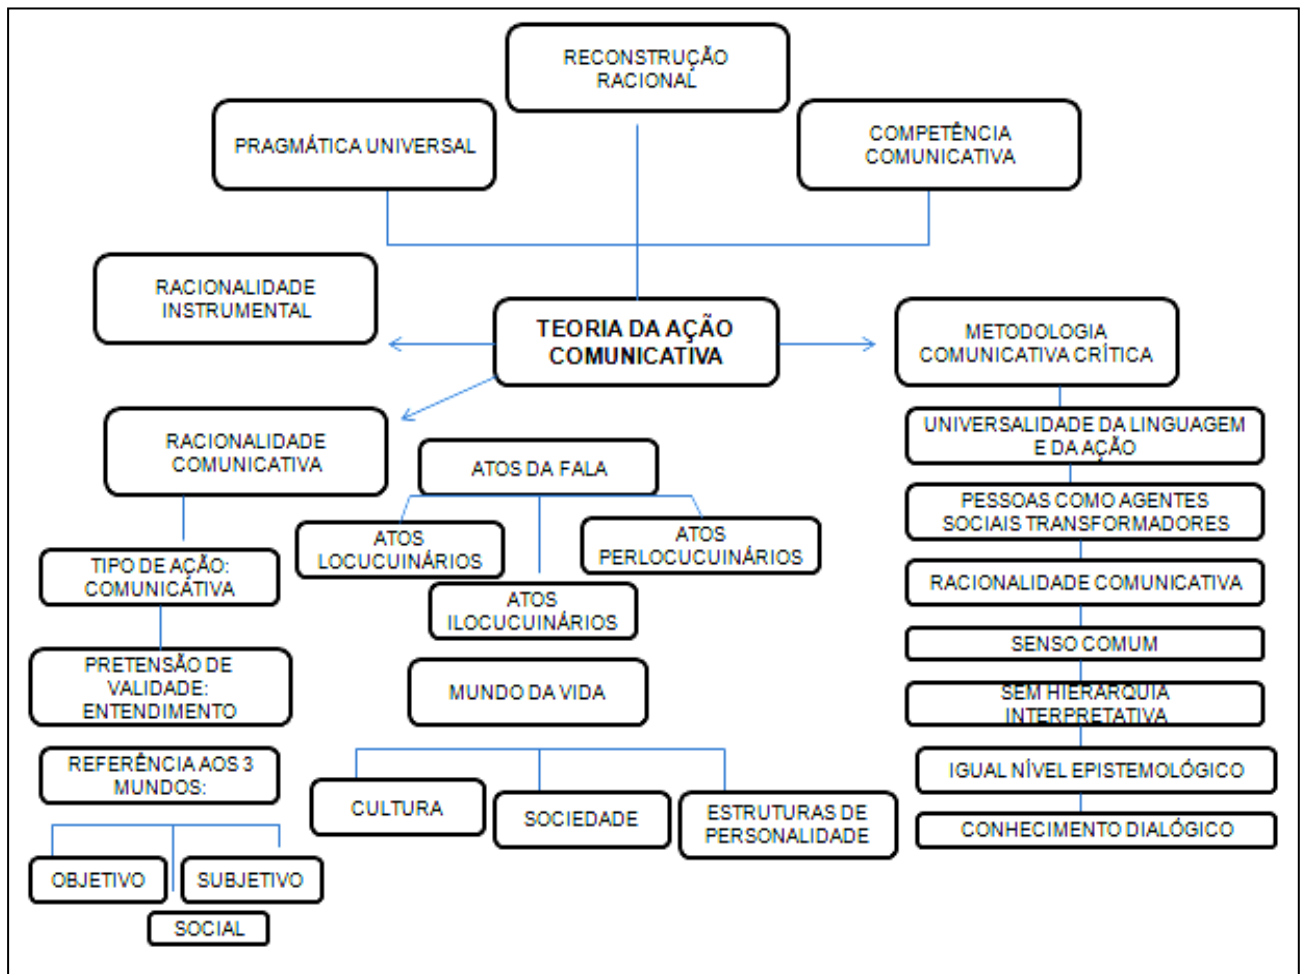 RECONSTRUÇÃO
RACIONAL
PRAGMÁTICA UNIVERSAL
COMPETÊNCIA
COMUNICATIVA
RACIONALIDADE
INSTRUMENTAL
TEORIA DA AÇÃO
COMUNICATIVA
METODOLOGIA
COMUNICATIVA CRÍTICA
RACIONALIDADE
COMUNICATIVA
TIPO DE AÇÃO:
COMUNICATIVA
PRETENSÃO DE
VALIDADE:
ENTENDIMENTO
REFERÊNCIA AOS 3
MUNDOS:
OBJETIVO
SUBJETIVO
SOCIAL
ATOS DA FALA
ATOS
LOCUCUINÁRIOS
ATOS
PERLOCUCUINÁRIOS
ATOS
ILOCUCUINÁRIOS
MUNDO DA VIDA
CULTURA
SOCIEDADE
ESTRUTURAS DE
PERSONALIDADE
UNIVERSALIDADE DA LINGUAGEM
E DA AÇÃO
PESSOAS COMO AGENTES
SOCIAIS TRANSFORMADORES
RACIONALIDADE COMUNICATIVA
SENSO COMUM
SEM HIERARQUIA
INTERPRETATIVA
IGUAL NÍVEL EPISTEMOLÓGICO
CONHECIMENTO DIALÓGICO